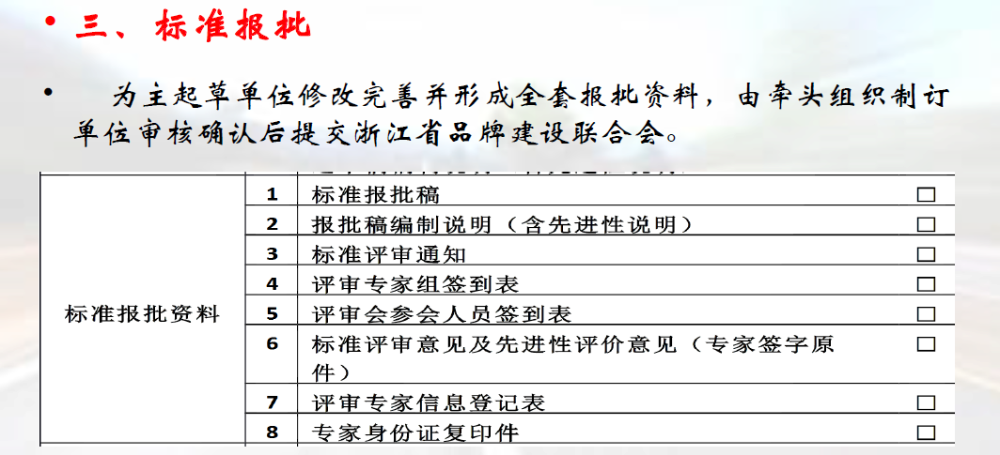 • 三、标准报批
• 为主起草单位修改完善并形成全套报批资料，由牵头组织制订
单位审核确认后提交浙江省品牌建设联合会。
标准报批资料
1 标准报批稿 □
2 报批稿编制说明（含先进性说明） □
3 标准评审通知 □
4 评审专家组签到表 □
5 评审会参会人员签到表 □
6 标准评审意见及先进性评价意见（专家签字原 □
件）
7 评审专家信息登记表 □
8 专家身份证复印件 □